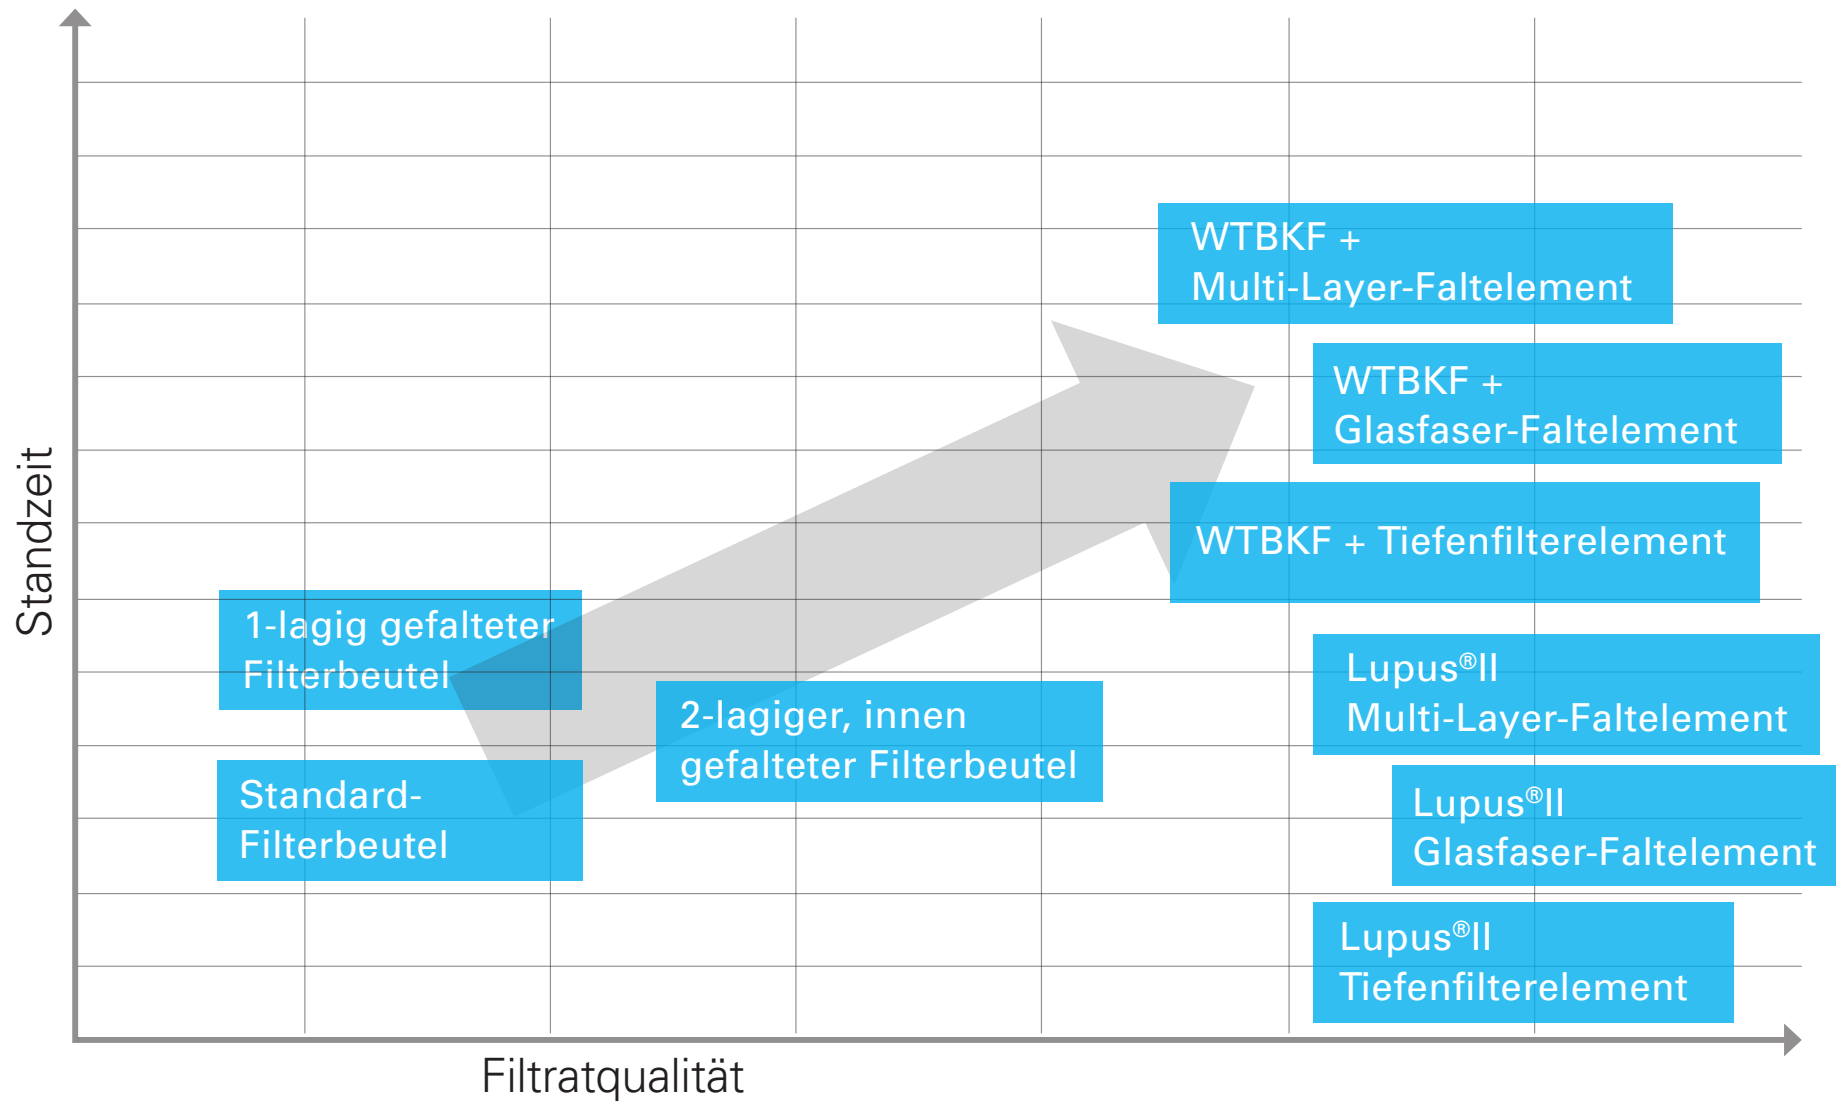 Standzeit
WTBKF +
Multi-Layer-Faltelement
WTBKF +
Glasfaser-Faltelement
WTBKF + Tiefenfilterelement
1-lagig gefalteter
Filterbeutel
Lupus®II
Multi-Layer-Faltelement
2-lagiger, innen
gefalteter Filterbeutel
Standard-
Filterbeutel
Lupus®II
Glasfaser-Faltelement
Lupus®II
Tiefenfilterelement
Filtratqualität